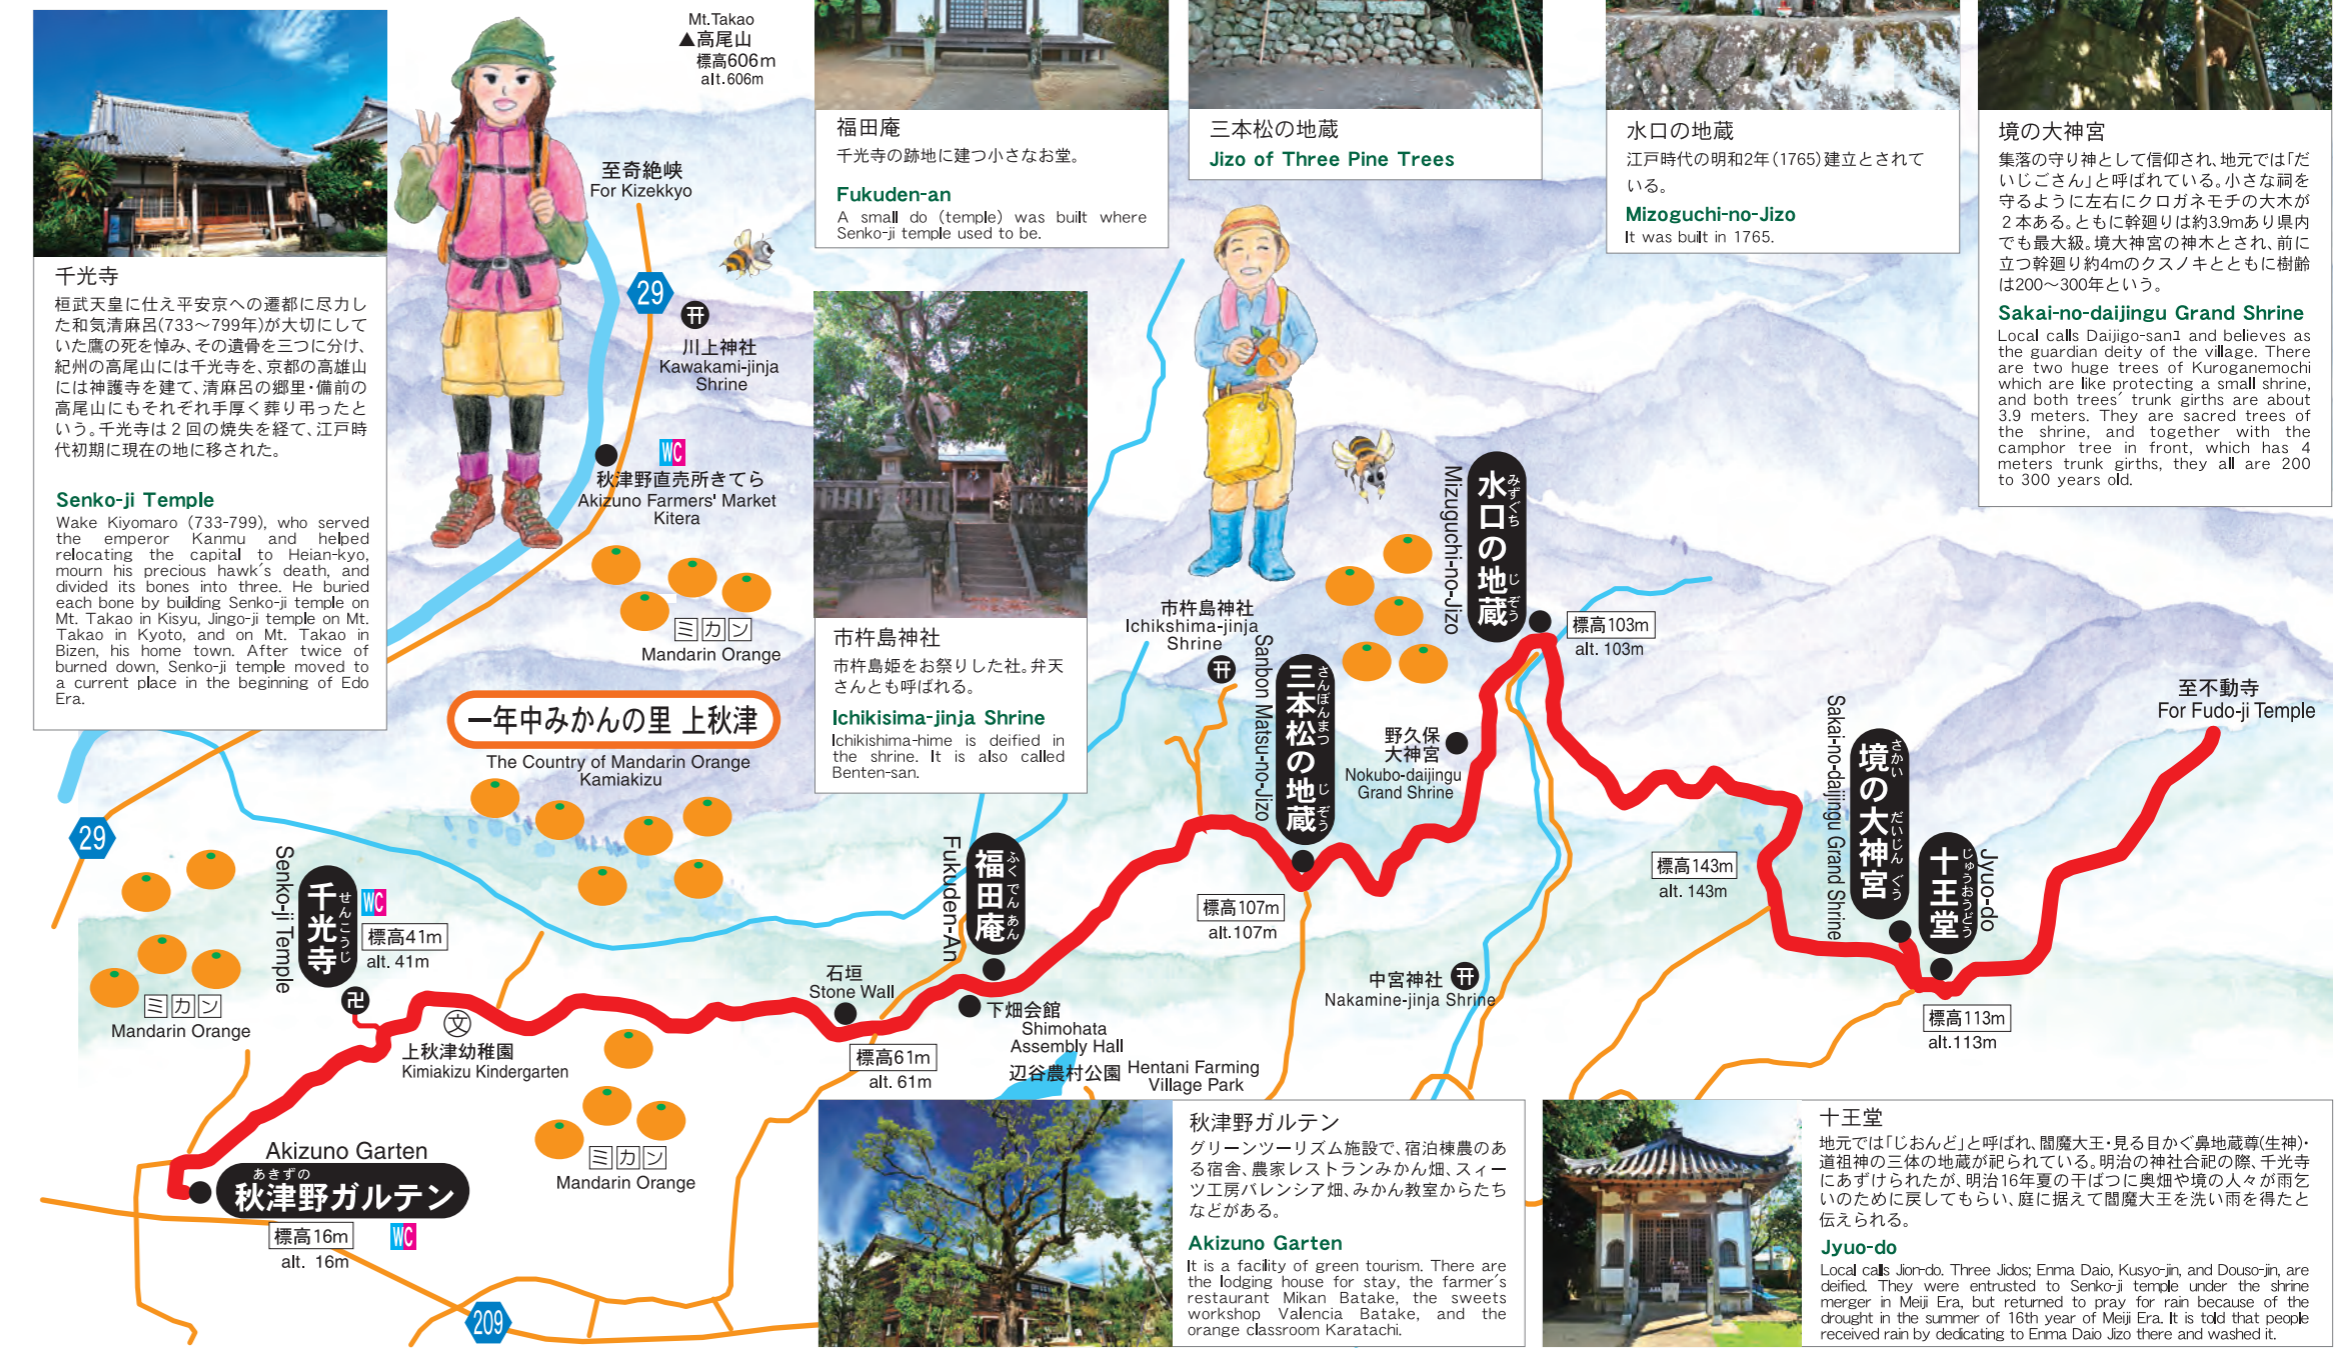 Mt.Takao
▲高尾山
標高606m
alt.606m
至奇絶峡
For Kizekkyo
29
川上神社
Kawakami-jinja
Shrine
WC
秋津野直売所きてら
Akizuno Farmers' Market
Kitera
ミカン
Mandarin Orange
千光寺
桓武天皇に仕え平安京への遷都に尽力し
た和気清麻呂(733〜799年)が大切にして
いた鷹の死を悼み、その遺骨を三つに分け、
紀州の高尾山には千光寺を、京都の高雄山
には神護寺を建て、清麻呂の郷里・備前の
高尾山にもそれぞれ手厚く葬り弔ったと
いう。千光寺は2回の焼失を経て、江戸時
代初期に現在の地に移された。
Senko-ji Temple
Wake Kiyomaro (733-799), who served
the emperor Kanmu and helped
relocating the capital to Heian-kyo,
mourn his precious hawk´s death, and
divided its bones into three. He buried
each bone by building Senko-ji temple on
Mt. Takao in Kisyu, Jingo-ji temple on Mt.
Takao in Kyoto, and on Mt. Takao in
Bizen, his home town. After twice of
burned down, Senko-ji temple moved to
a current place in the beginning of Edo
Era.
福田庵
千光寺の跡地に建つ小さなお堂。
Fukuden-an
A small do (temple) was built where
Senko-ji temple used to be.
三本松の地蔵
Jizo of Three Pine Trees
水口の地蔵
江戸時代の明和2年(1765)建立とされて
いる。
Mizoguchi-no-Jizo
It was built in 1765.
境の大神宮
集落の守り神として信仰され、地元では「だ
いじごさん」と呼ばれている。小さな祠を
守るように左右にクロガネモチの大木が
2本ある。ともに幹廻りは約3.9mあり県内
でも最大級。境大神宮の神木とされ、前に
立つ幹廻り約4mのクスノキとともに樹齢
は200〜300年という。
Sakai-no-daijingu Grand Shrine
Local calls Daijigo-sanｺ and believes as
the guardian deity of the village. There
are two huge trees of Kuroganemochi
which are like protecting a small shrine,
and both trees´ trunk girths are about
3.9 meters. They are sacred trees of
the shrine, and together with the
camphor tree in front, which has 4
meters trunk girths, they all are 200
to 300 years old.
市杵島神社
市杵島姫をお祭りした社。弁天
さんとも呼ばれる。
Ichikisima-jinja Shrine
Ichikishima-hime is deified in
the shrine. It is also called
Benten-san.
一年中みかんの里 上秋津
The Country of Mandarin Orange
Kamiakizu
市杵島神社
Ichikshima-jinja
Shrine
みずぐち じぞう
水口の地蔵
Mizuguchi-no-Jizo
標高103m
alt. 103m
さんぼんまつ じぞう
三本松の地蔵
Sanbon Matsu-no-Jizo
標高107m
alt.107m
野久保
大神宮
Nokubo-daijingu
Grand Shrine
標高143m
alt. 143m
さかい だいじんぐう
境の大神宮
Sakai-no-daijingu Grand Shrine
じゅうおうどう
十王堂
Jyuo-do
標高113m
alt.113m
至不動寺
For Fudo-ji Temple
中宮神社
Nakamine-jinja Shrine
29
せんこうじ
千光寺
Senko-ji Temple
卍
WC
標高41m
alt. 41m
ミカン
Mandarin Orange
文
上秋津幼稚園
Kimiakizu Kindergarten
石垣
Stone Wall
標高61m
alt. 61m
ふくでんあん
福田庵
Fukuden-An
下畑会館
Shimohata
Assembly Hall
辺谷農村公園 Hentani Farming
Village Park
ミカン
Mandarin Orange
Akizuno Garten
あきずの
秋津野ガルテン
標高16m
alt. 16m
WC
209
秋津野ガルテン
グリーンツーリズム施設で、宿泊棟農のあ
る宿舎、農家レストランみかん畑、スィー
ツ工房バレンシア畑、みかん教室からたち
などがある。
Akizuno Garten
It is a facility of green tourism. There are
the lodging house for stay, the farmer´s
restaurant Mikan Batake, the sweets
workshop Valencia Batake, and the
orange classroom Karatachi.
十王堂
地元では「じおんど」と呼ばれ、閻魔大王・見る目かぐ鼻地蔵尊(生神)・
道祖神の三体の地蔵が祀られている。明治の神社合祀の際、千光寺
にあずけられたが、明治16年夏の干ばつに奥畑や境の人々が雨乞
いのために戻してもらい、庭に据えて閻魔大王を洗い雨を得たと
伝えられる。
Jyuo-do
Local calls Jion-do. Three Jidos; Enma Daio, Kusyo-jin, and Douso-jin, are
deified. They were entrusted to Senko-ji temple under the shrine
merger in Meiji Era, but returned to pray for rain because of the
drought in the summer of 16th year of Meiji Era. It is told that people
received rain by dedicating to Enma Daio Jizo there and washed it.